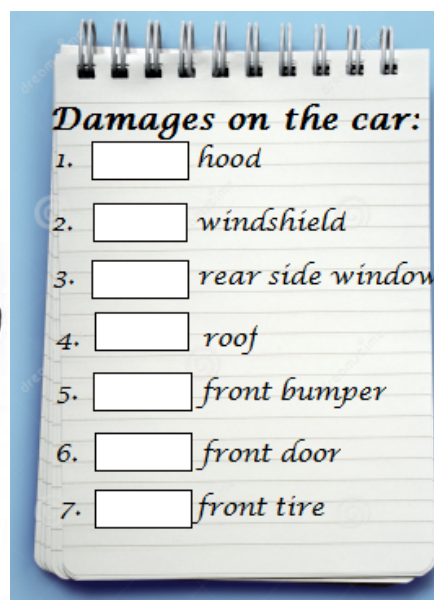 Damages on the car:
1. hood
2. windshield
3. rear side window
4. roof
5. front bumper
6. front door
7. front tire